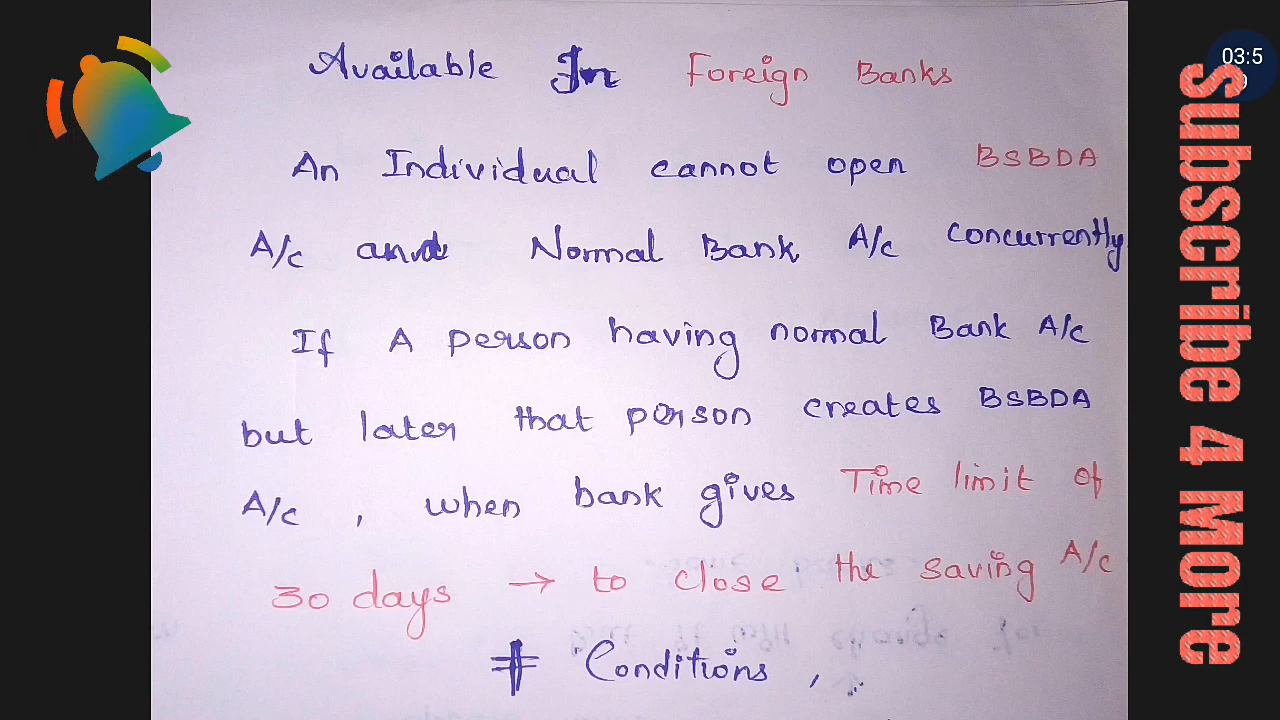 Available In Foreign Banks
An Individual cannot open BSBDA
A/c and Normal Bank A/c concurrently
If A person having normal Bank A/c
but later that person creates BSBDA
A/c , when bank gives Time limit of
30 days → to close the saving A/c
# Conditions ,
03:5
9
Subscribe 4 More